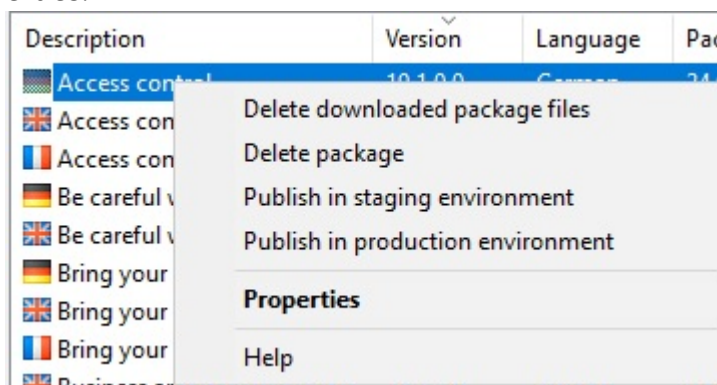 Description Version Language
Access control
Delete downloaded package files
Access con
Delete package
Access con
Publish in staging environment
Be careful
Publish in production environment
Be careful
Bring your
Properties
Bring your
Bring your
Help